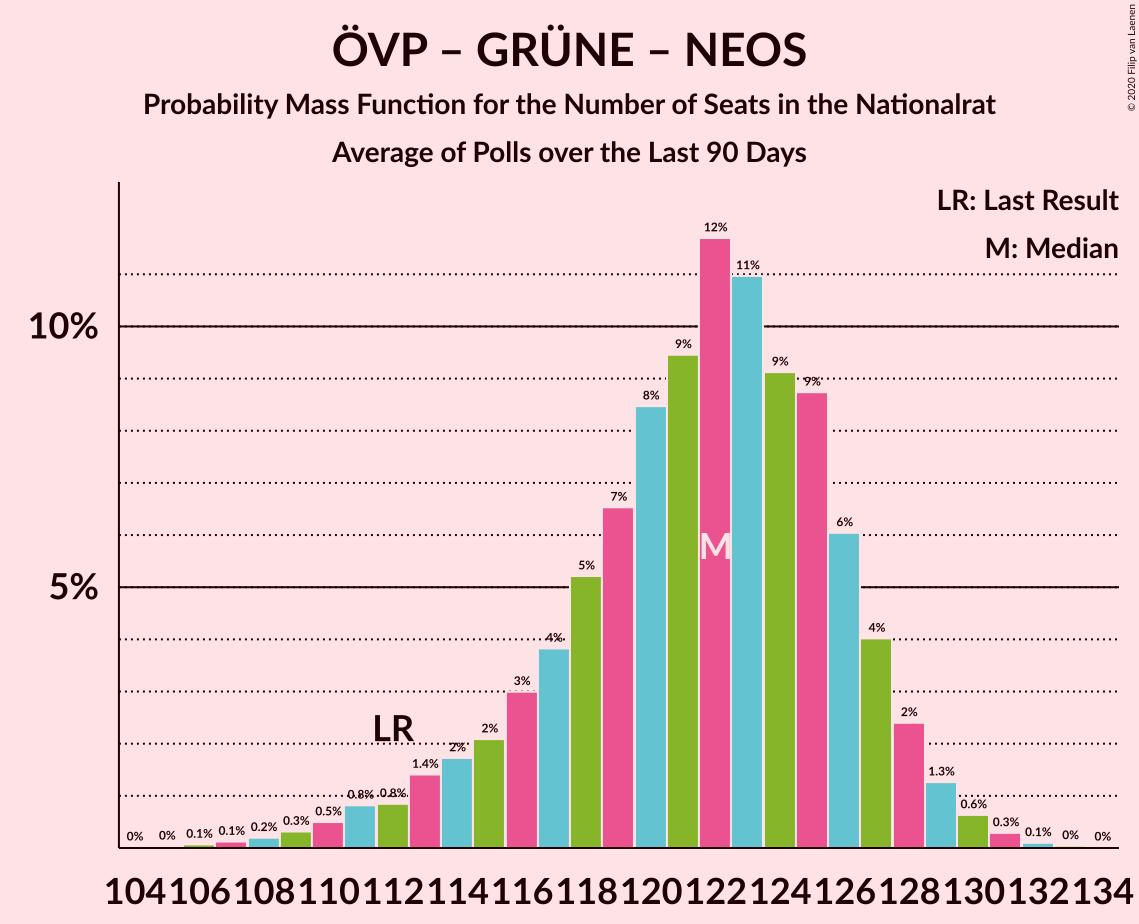 ÖVP – GRÜNE – NEOS
Probability Mass Function for the Number of Seats in the Nationalrat
Average of Polls over the Last 90 Days
© 2020 Filip van Laenen
LR: Last Result
M: Median
10%
5%
0% 0% 0.1% 0.1% 0.2% 0.3% 0.5% 0.8% 0.8% 1.4% 2% 2% 3% 4% 5% 7% 8% 9% 12% 11% 9% 9% 6% 4% 2% 1.3% 0.6% 0.3% 0.1% 0% 0%
LR
M
104 106 108 110 112 114 116 118 120 122 124 126 128 130 132 134